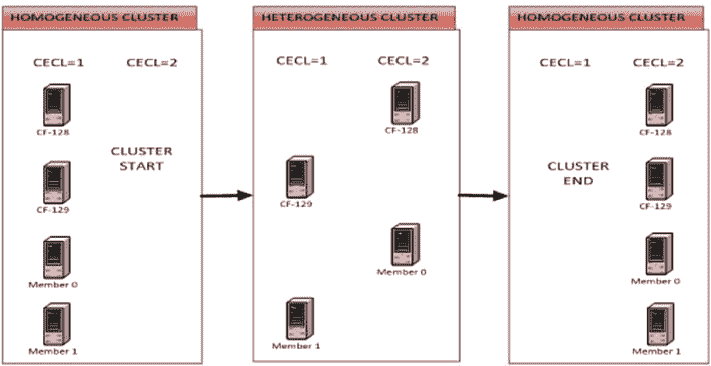 HOMOGENEOUS CLUSTER
CECL=1 CECL=2
CF-128
CLUSTER
START
CF-129
Member 0
Member 1
HETEROGENEOUS CLUSTER
CECL=1 CECL=2
CF-128
CF-129
Member 0
Member 1
HOMOGENEOUS CLUSTER
CECL=1 CECL=2
CF-128
CLUSTER
END
CF-129
Member 0
Member 1